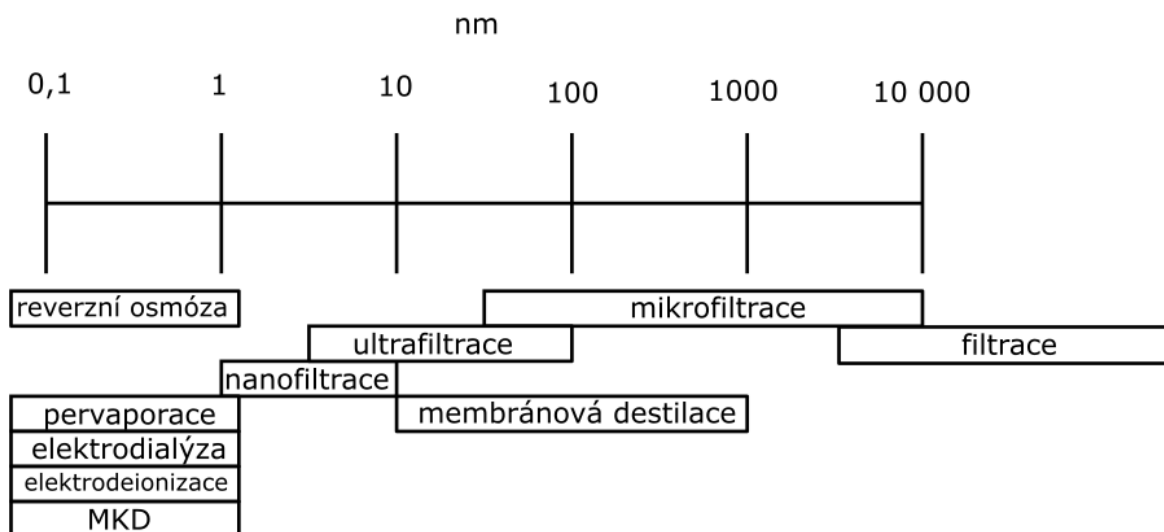 nm
0,1 1 10 100 1000 10 000
reverzní osmóza mikrofiltrace
ultrafiltrace filtrace
nanofiltrace
pervaporace membránová destilace
elektrodialýza
elektrodeionizace
MKD